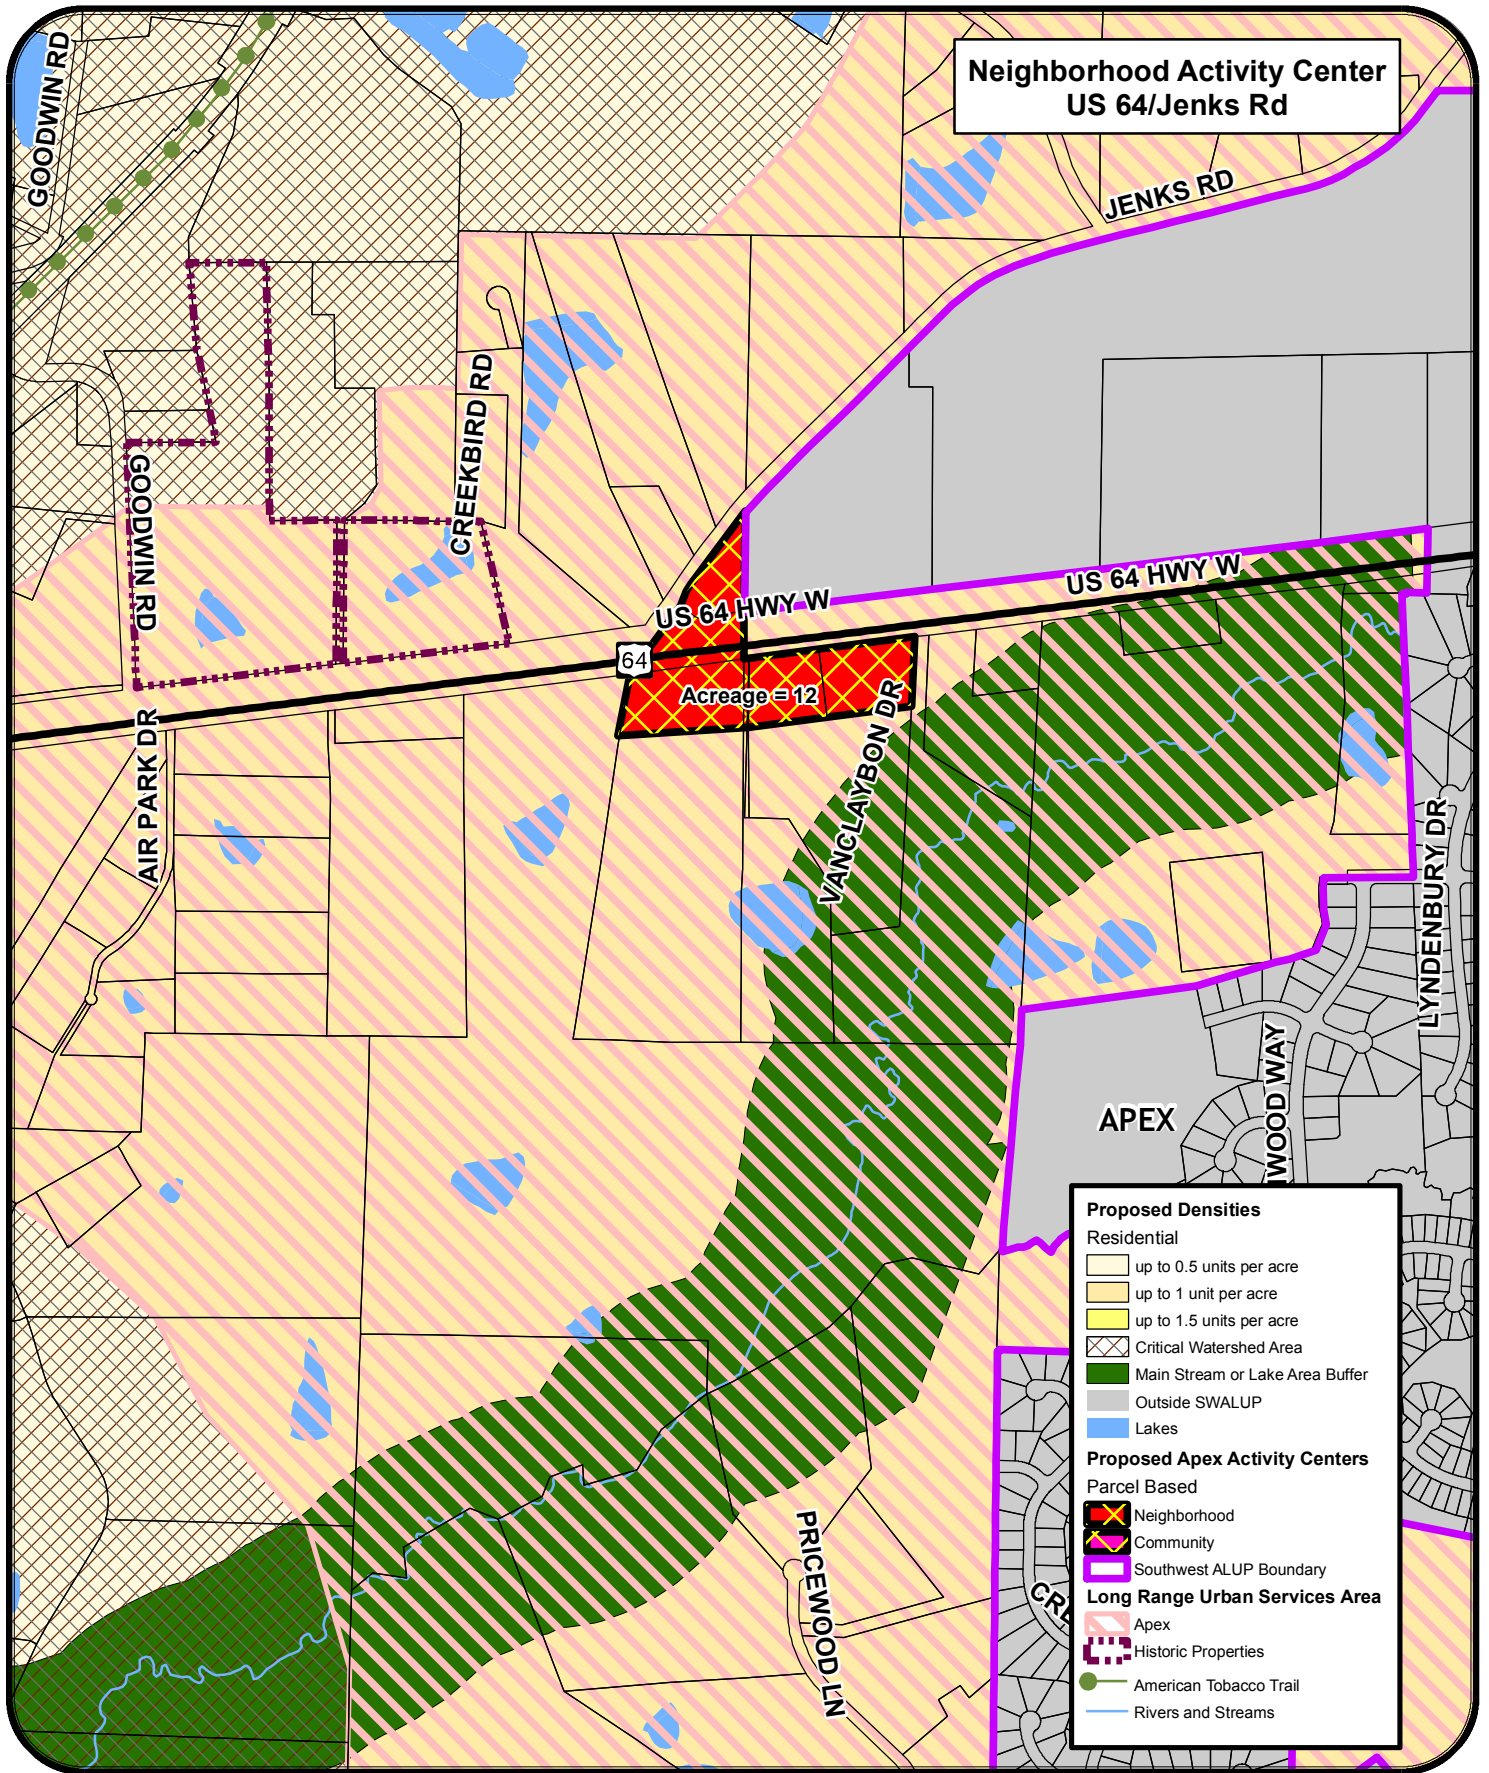 Neighborhood Activity Center
US 64/Jenks Rd
GOODWIN RD
JENKS RD
CREEKBIRD RD
GOODWIN RD
US 64 HWY W
US 64 HWY W
64
Acreage = 12
AIR PARK DR
VANCLAYBON DR
LYNDENBURY DR
APEX
WOOD WAY
PRICEWOOD LN
CRE
Proposed Densities
Residential
up to 0.5 units per acre
up to 1 unit per acre
up to 1.5 units per acre
Critical Watershed Area
Main Stream or Lake Area Buffer
Outside SWALUP
Lakes
Proposed Apex Activity Centers
Parcel Based
Neighborhood
Community
Southwest ALUP Boundary
Long Range Urban Services Area
Apex
Historic Properties
American Tobacco Trail
Rivers and Streams